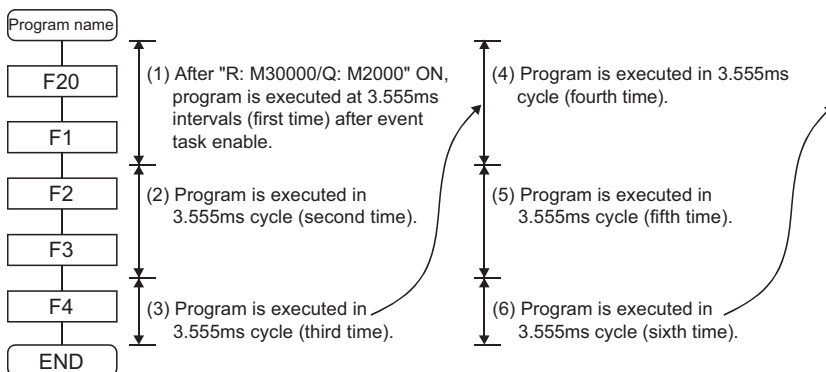 Program name
F20
F1
F2
F3
F4
END
(1) After "R: M30000/Q: M2000" ON,
program is executed at 3.555ms
intervals (first time) after event
task enable.
(2) Program is executed in
3.555ms cycle (second time).
(3) Program is executed in
3.555ms cycle (third time).
(4) Program is executed in 3.555ms
cycle (fourth time).
(5) Program is executed in
3.555ms cycle (fifth time).
(6) Program is executed in
3.555ms cycle (sixth time).